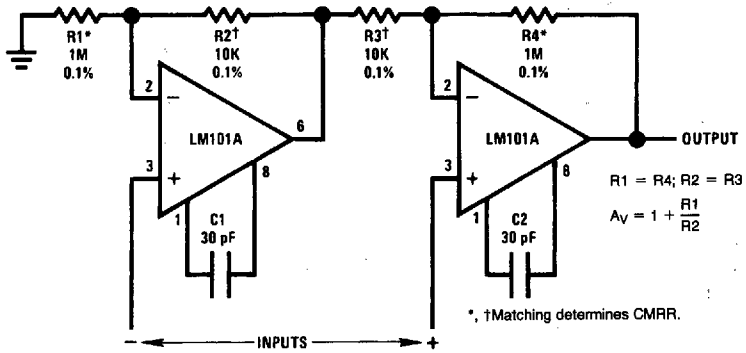 R1* R2† R3† R4*
1M 10K 10K 1M
0.1% 0.1% 0.1% 0.1%
2 − 2 −
LM101A 6 LM101A OUTPUT
3 + 8 3 + 8
R1 = R4; R2 = R3
1 C1 1 C2
30 pF 30 pF
AV = 1 + R1/R2
*, †Matching determines CMRR.
− INPUTS +